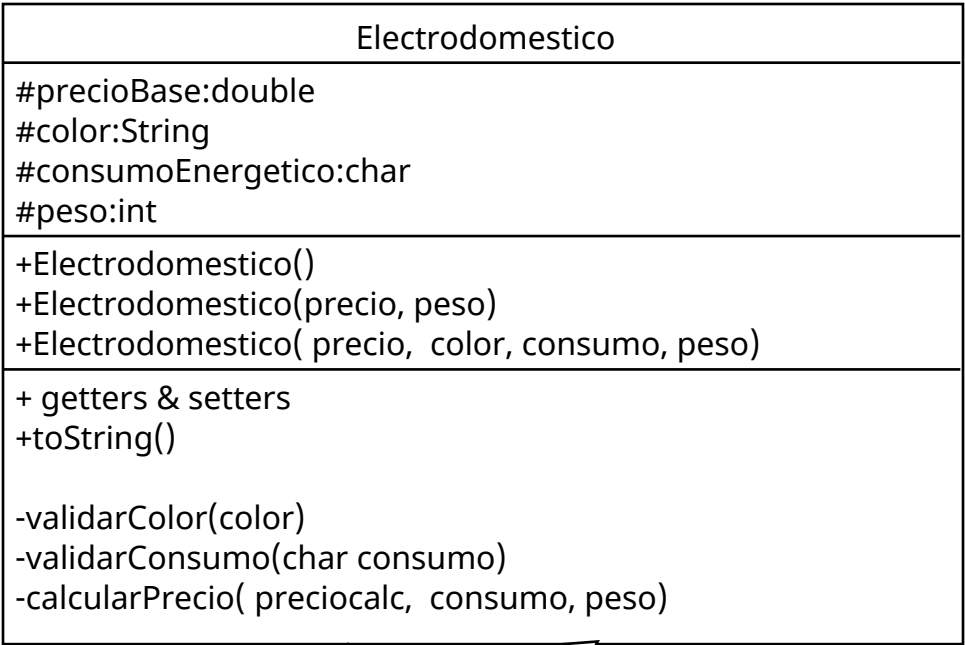 Electrodomestico
#precioBase:double
#color:String
#consumoEnergetico:char
#peso:int
+Electrodomestico()
+Electrodomestico(precio, peso)
+Electrodomestico( precio,  color, consumo, peso)
+ getters & setters
+toString()
-validarColor(color)
-validarConsumo(char consumo)
-calcularPrecio( preciocalc,  consumo, peso)